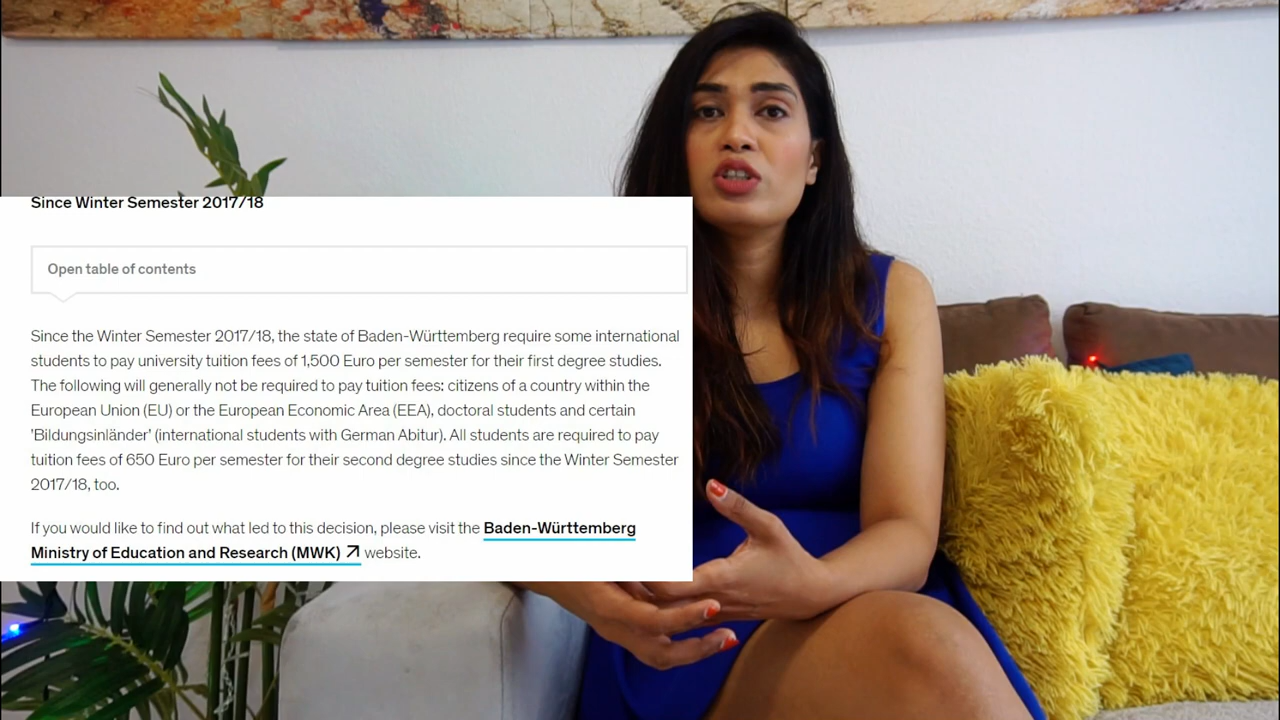 Since Winter Semester 2017/18
Open table of contents
Since the Winter Semester 2017/18, the state of Baden-Württemberg require some international
students to pay university tuition fees of 1,500 Euro per semester for their first degree studies.
The following will generally not be required to pay tuition fees: citizens of a country within the
European Union (EU) or the European Economic Area (EEA), doctoral students and certain
'Bildungsinländer' (international students with German Abitur). All students are required to pay
tuition fees of 650 Euro per semester for their second degree studies since the Winter Semester
2017/18, too.
If you would like to find out what led to this decision, please visit the Baden-Württemberg
Ministry of Education and Research (MWK) website.